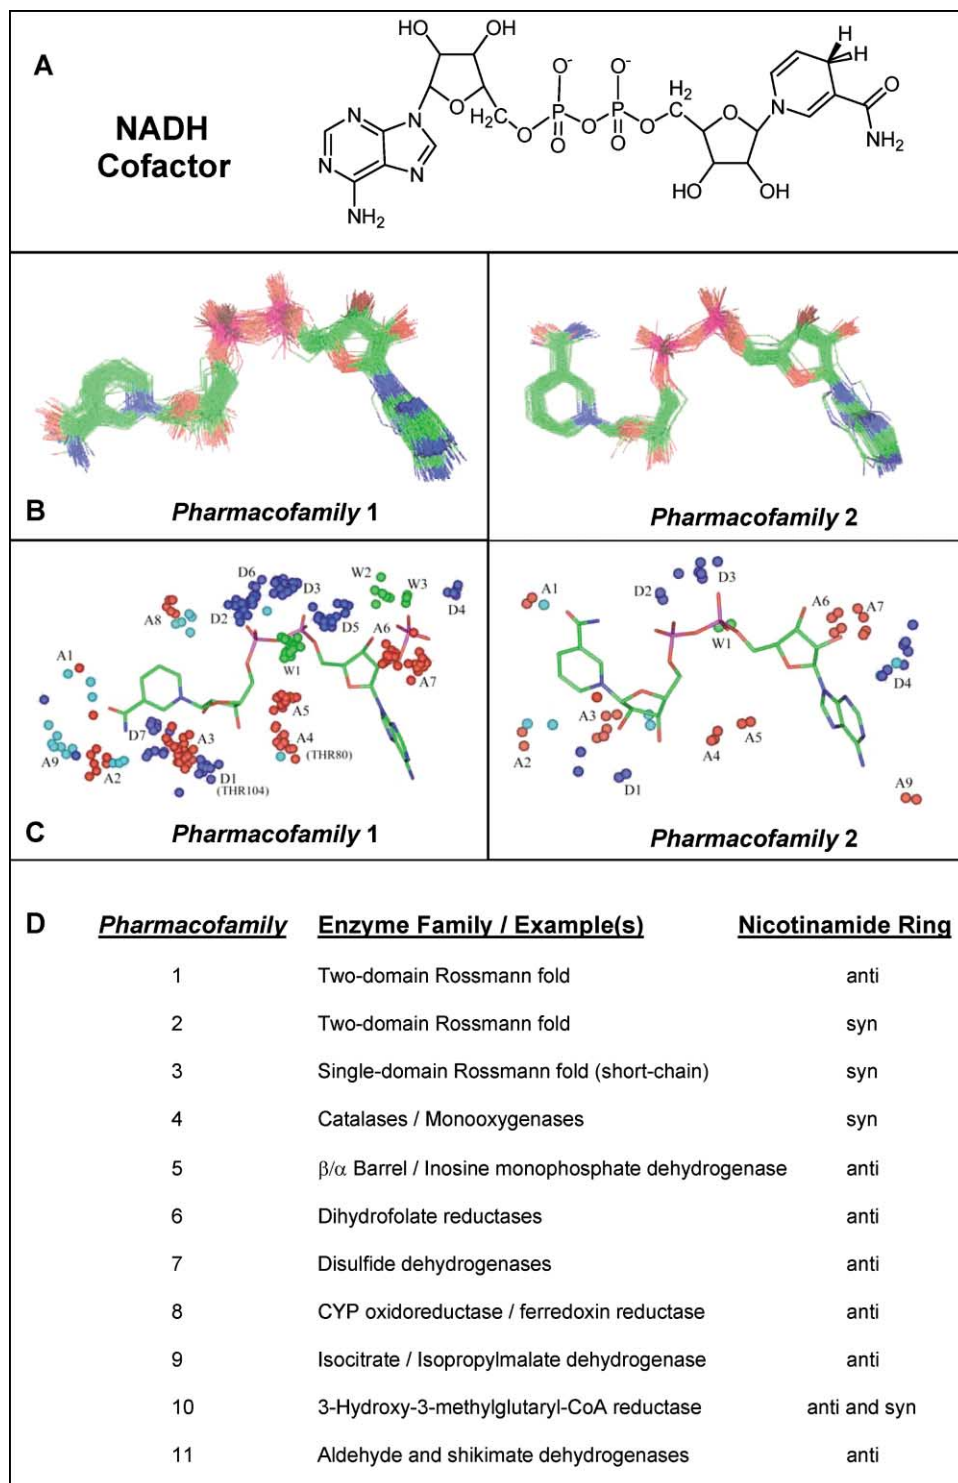 A
NADH
Cofactor
HO OH
O⁻ O⁻
H
H
H₂
N N O P P O C O N O
N N H₂C O O O NH₂
O O
NH₂ HO OH
B
Pharmacofamily 1
Pharmacofamily 2
D6 D3 W2 W3
A8 D2 D5 D4
A6
A1 W1 A7
D7 A3 A5
A9 A2 A4
D1 (THR80)
(THR104)
C
Pharmacofamily 1
A1 D2 D3 A6 A7
W1
D4
A3
A2 A4 A5
D1
A9
Pharmacofamily 2
D
Pharmacofamily Enzyme Family / Example(s) Nicotinamide Ring
1 Two-domain Rossmann fold anti
2 Two-domain Rossmann fold syn
3 Single-domain Rossmann fold (short-chain) syn
4 Catalases / Monooxygenases syn
5 β/α Barrel / Inosine monophosphate dehydrogenase anti
6 Dihydrofolate reductases anti
7 Disulfide dehydrogenases anti
8 CYP oxidoreductase / ferredoxin reductase anti
9 Isocitrate / Isopropylmalate dehydrogenase anti
10 3-Hydroxy-3-methylglutaryl-CoA reductase anti and syn
11 Aldehyde and shikimate dehydrogenases anti